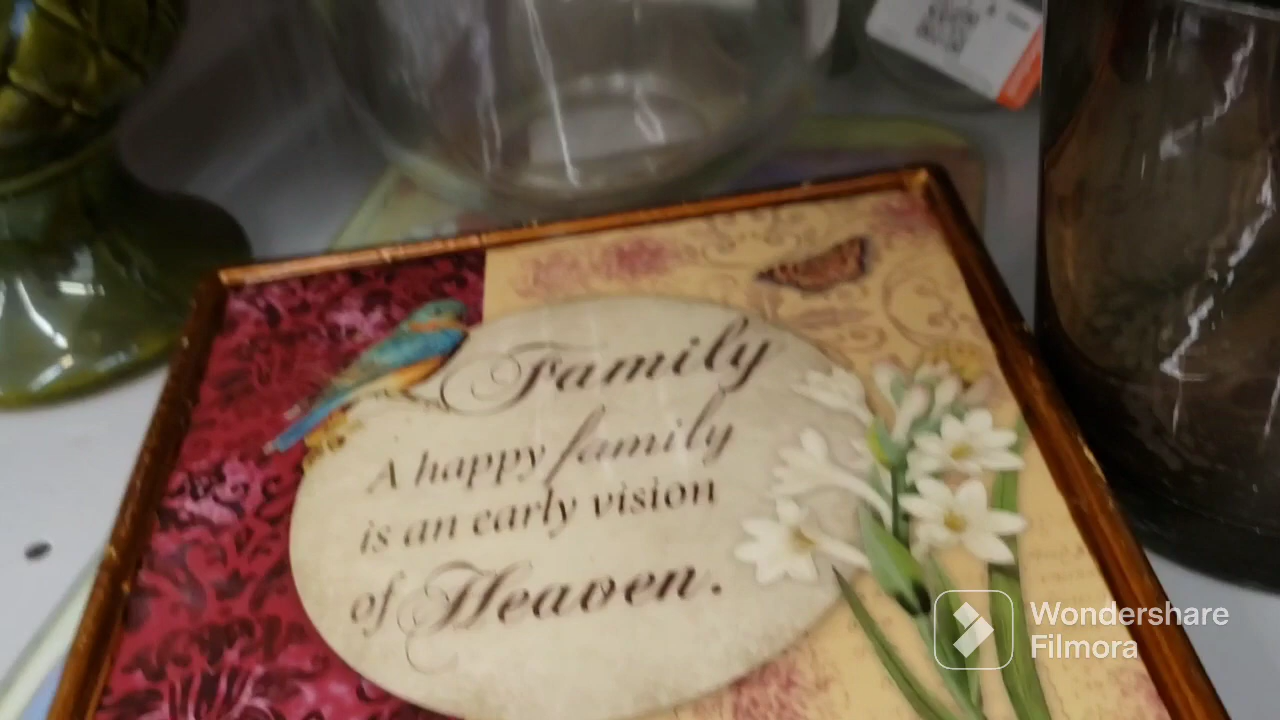 Family
A happy family
is an early vision
of Heaven.
Wondershare
Filmora